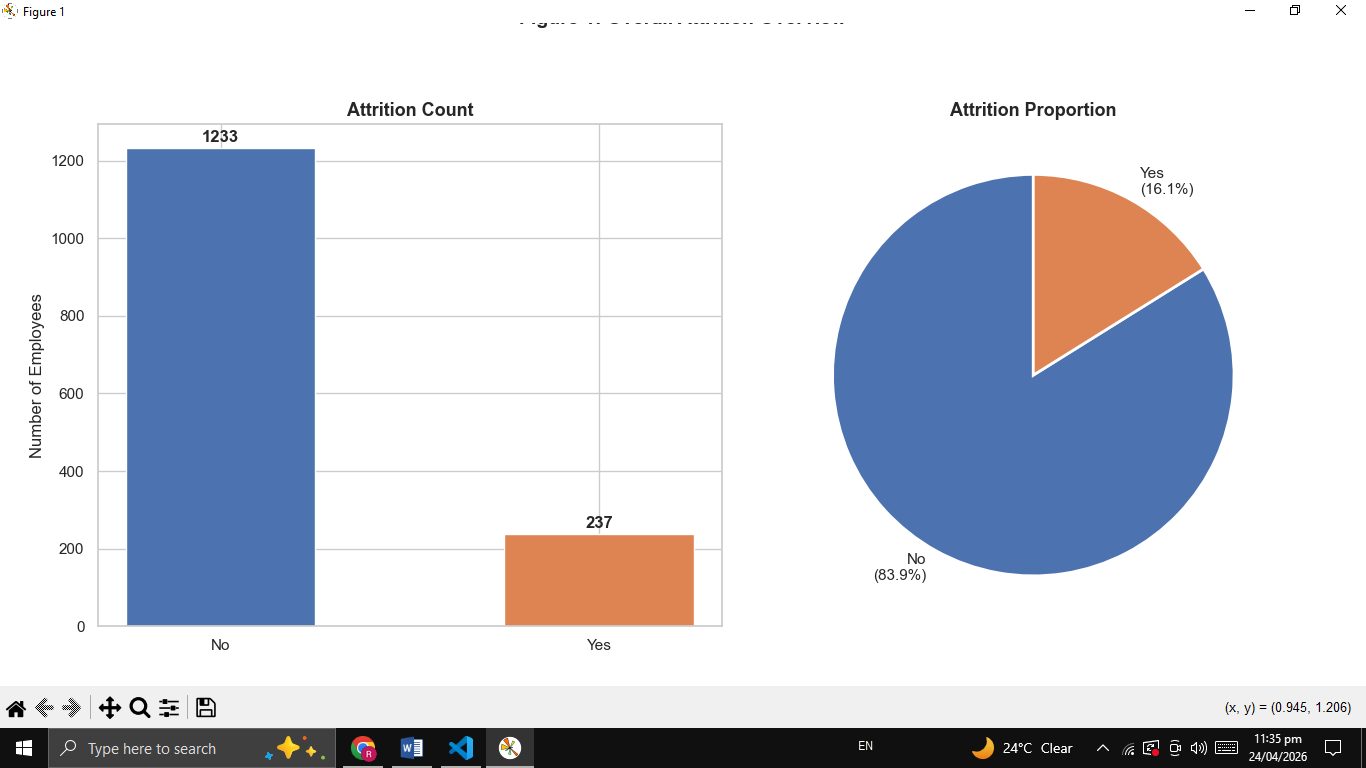 Figure 1
Attrition Count
Attrition Proportion
1233
1200
1000
800
600
400
200
0
Number of Employees
237
No
Yes
Yes
(16.1%)
No
(83.9%)
(x, y) = (0.945, 1.206)
Type here to search
R
W
EN
24°C Clear
11:35 pm
24/04/2026